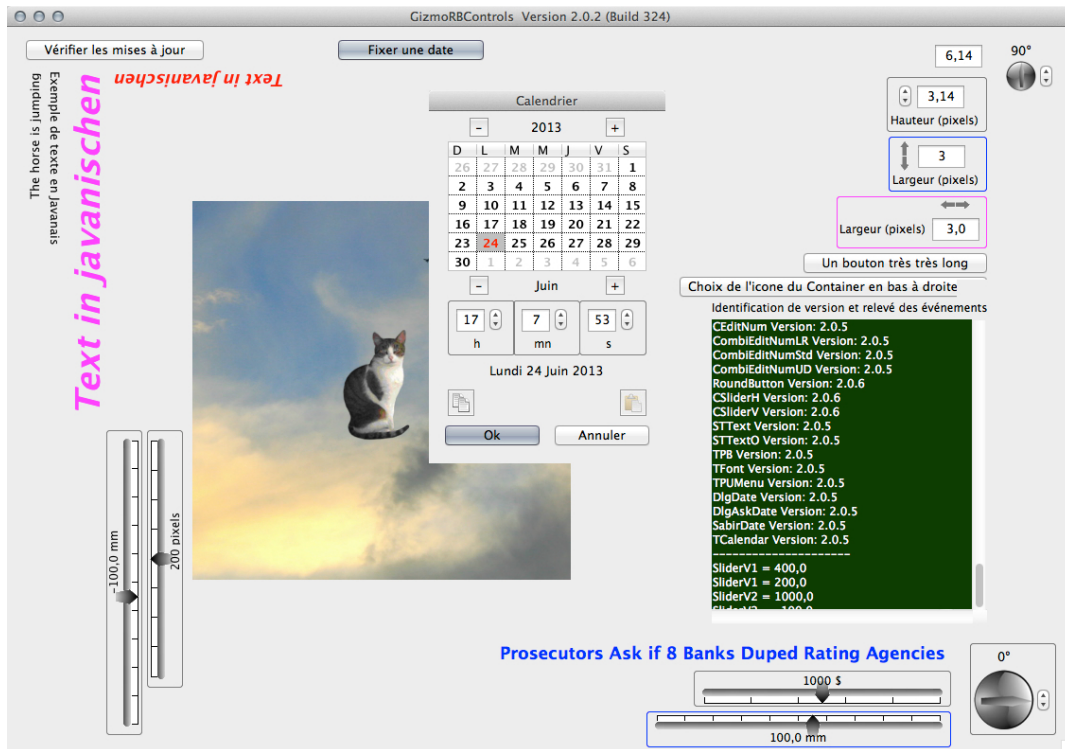 GizmoRBControls Version 2.0.2 (Build 324)
Vérifier les mises à jour
Fixer une date
Text in javanischen
Text in javanischen
Exemple de texte en Javanais
The horse is jumpiding
Calendrier
- 2013 +
D L M M J V S
26 27 28 29 30 31 1
2 3 4 5 6 7 8
9 10 11 12 13 14 15
16 17 18 19 20 21 22
23 24 25 26 27 28 29
30 1 2 3 4 5 6
- Juin +
17 7 53
h mn s
Lundi 24 Juin 2013
Ok Annuler
6,14
90°
3,14
Hauteur (pixels)
3
Largeur (pixels)
Largeur (pixels) 3,0
Un bouton très très long
Choix de l'icone du Container en bas à droite
Identification de version et relevé des événements
CEditNum Version: 2.0.5
CombiEditNumLR Version: 2.0.5
CombiEditNumStd Version: 2.0.5
CombiEditNumUD Version: 2.0.5
RoundButton Version: 2.0.6
CSliderH Version: 2.0.6
CSliderV Version: 2.0.6
STText Version: 2.0.5
STTextO Version: 2.0.5
TPB Version: 2.0.5
TFont Version: 2.0.5
TPUMenu Version: 2.0.5
DlgDate Version: 2.0.5
DlgAskDate Version: 2.0.5
SabirDate Version: 2.0.5
TCalendar Version: 2.0.5
----------------------
SliderV1 = 400,0
SliderV1 = 200,0
SliderV2 = 1000,0
-100,0 mm
200 pixels
Prosecutors Ask if 8 Banks Duped Rating Agencies
1000 $
100,0 mm
0°